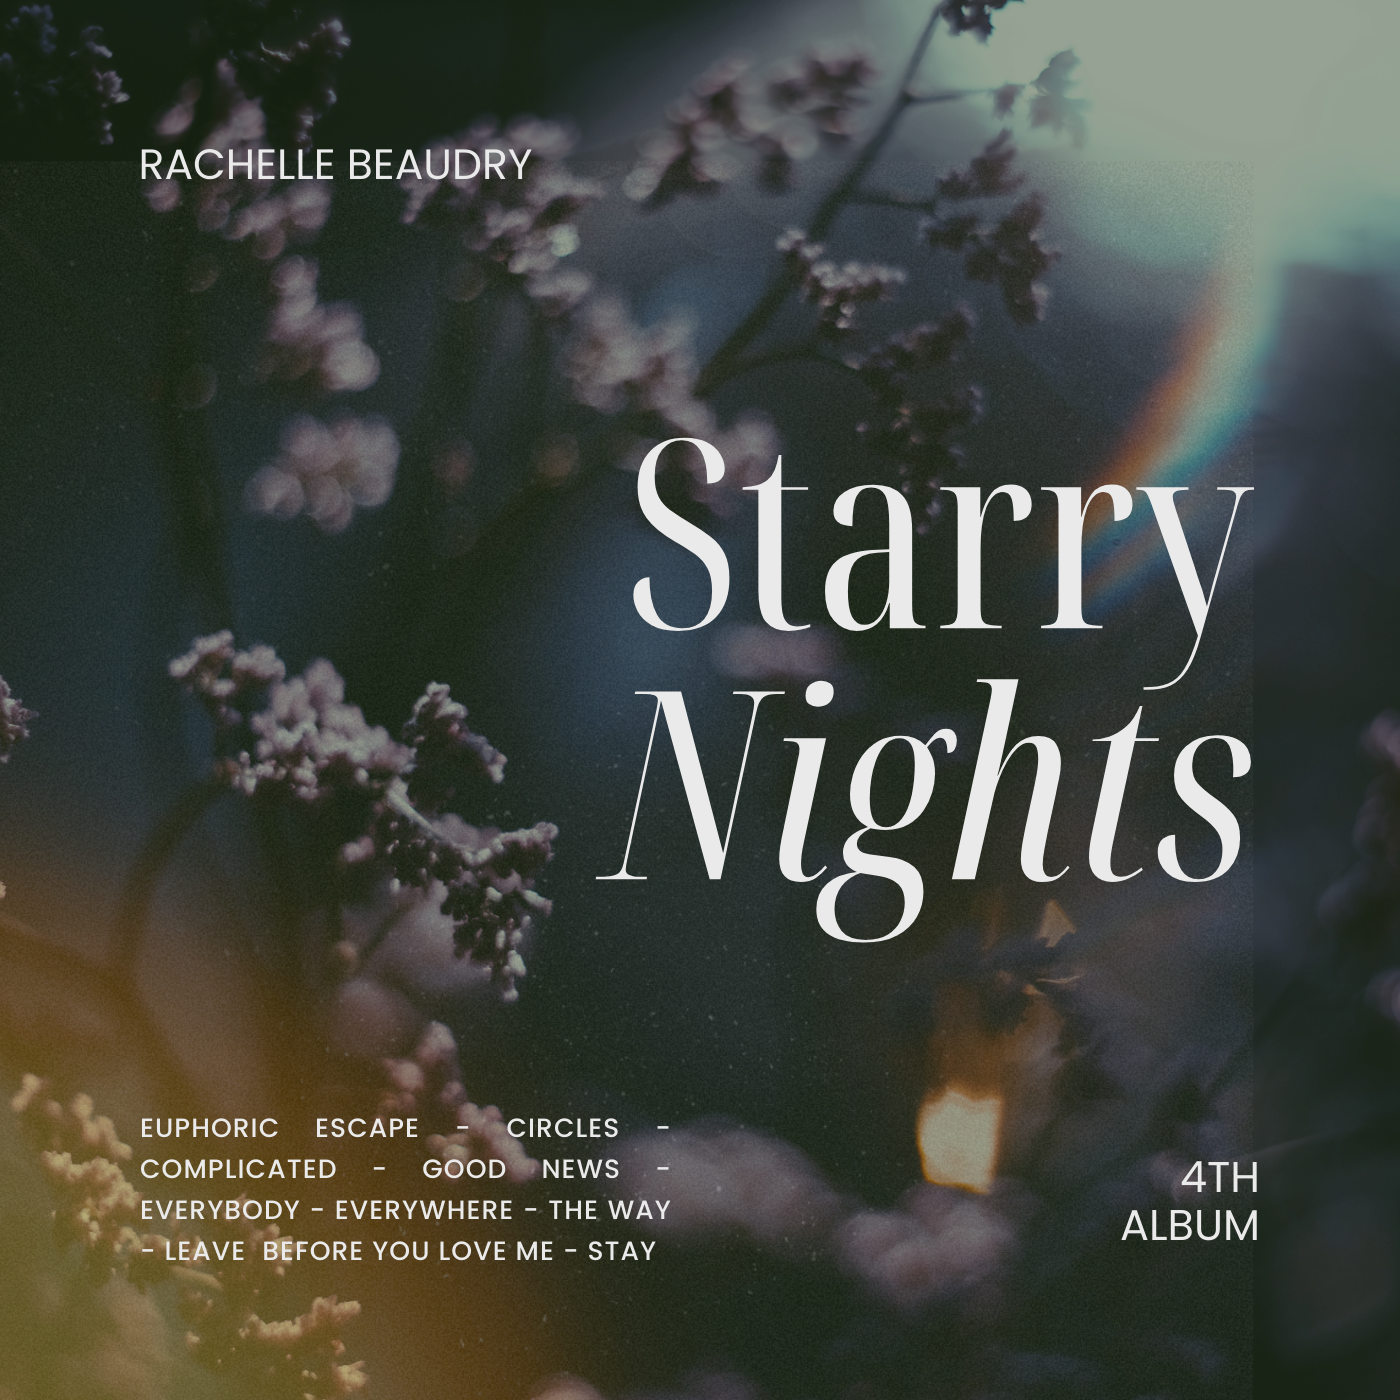 RACHELLE BEAUDRY
Starry
Nights
EUPHORIC ESCAPE - CIRCLES -
COMPLICATED - GOOD NEWS -
EVERYBODY - EVERYWHERE - THE WAY
- LEAVE BEFORE YOU LOVE ME - STAY
4TH
ALBUM